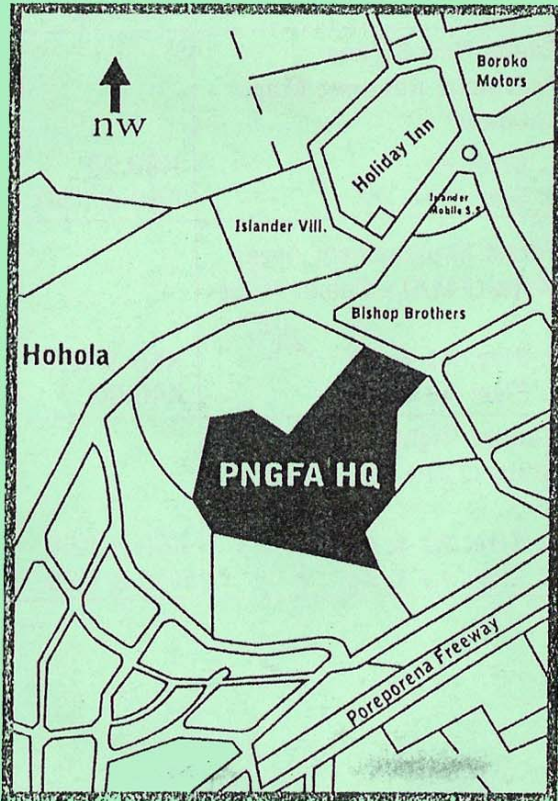 nw
Boroko
Motors
Holiday Inn
Islander
Mobile S.S
Islander Vill.
Bishop Brothers
Hohola
PNGFA HQ
Poreporena Freeway